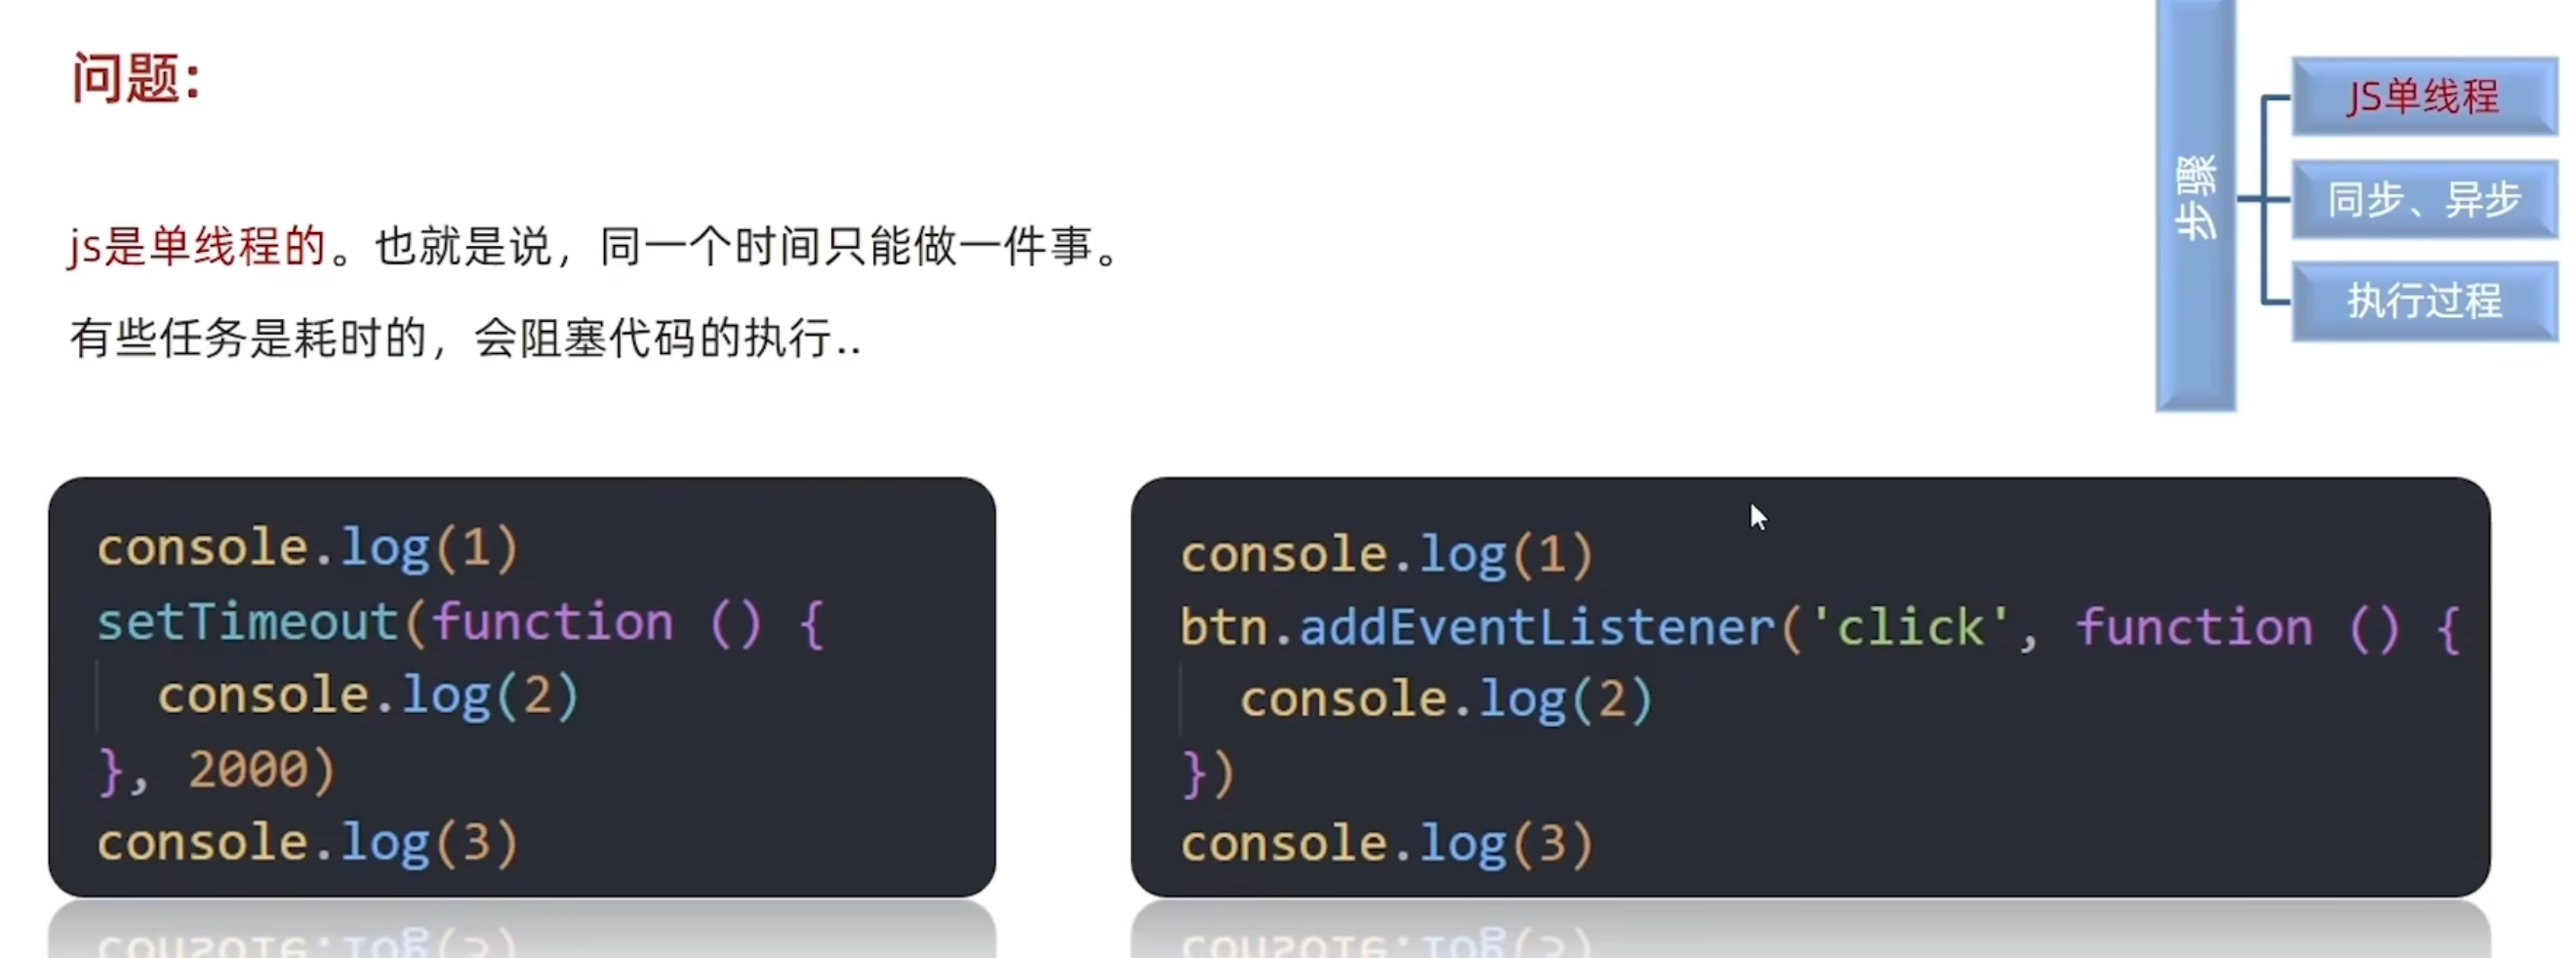 问题:
js是单线程的。也就是说，同一个时间只能做一件事。
有些任务是耗时的，会阻塞代码的执行..
步骤
JS单线程
同步、异步
执行过程
console.log(1)
setTimeout(function () {
  console.log(2)
}, 2000)
console.log(3)
console.log(1)
btn.addEventListener('click', function () {
  console.log(2)
})
console.log(3)